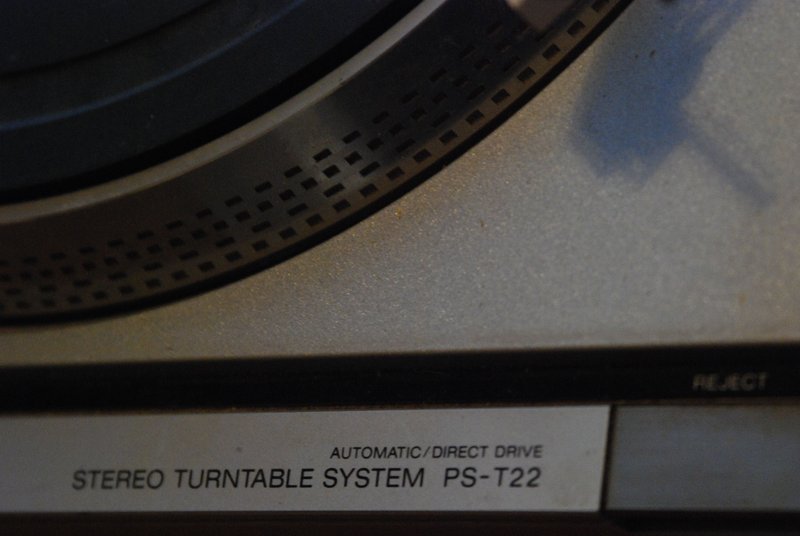 REJECT
AUTOMATIC/DIRECT DRIVE
STEREO TURNTABLE SYSTEM PS-T22